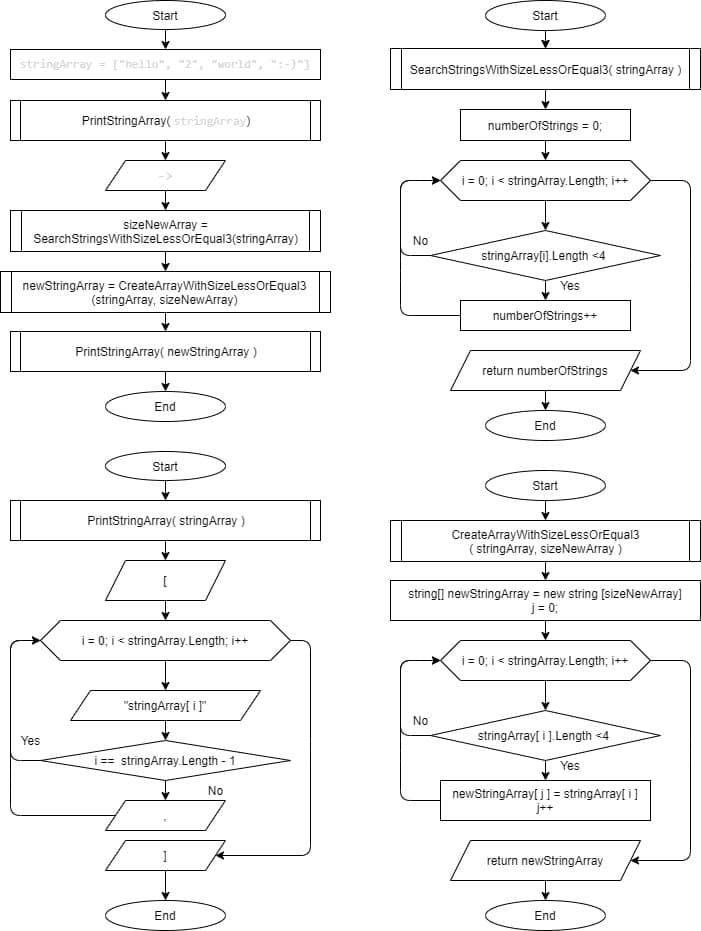 Start
stringArray = ["hello", "2", "world", ":-)"]
PrintStringArray( stringArray)
->
sizeNewArray =
SearchStringsWithSizeLessOrEqual3(stringArray)
newStringArray = CreateArrayWithSizeLessOrEqual3
(stringArray, sizeNewArray)
PrintStringArray( newStringArray )
End
Start
SearchStringsWithSizeLessOrEqual3( stringArray )
numberOfStrings = 0;
i = 0; i < stringArray.Length; i++
No
stringArray[i].Length <4
Yes
numberOfStrings++
return numberOfStrings
End
Start
PrintStringArray( stringArray )
[
i = 0; i < stringArray.Length; i++
"stringArray[ i ]"
Yes
i == stringArray.Length - 1
No
,
]
End
Start
CreateArrayWithSizeLessOrEqual3
( stringArray, sizeNewArray )
string[] newStringArray = new string [sizeNewArray]
j = 0;
i = 0; i < stringArray.Length; i++
No
stringArray[ i ].Length <4
Yes
newStringArray[ j ] = stringArray[ i ]
j++
return newStringArray
End